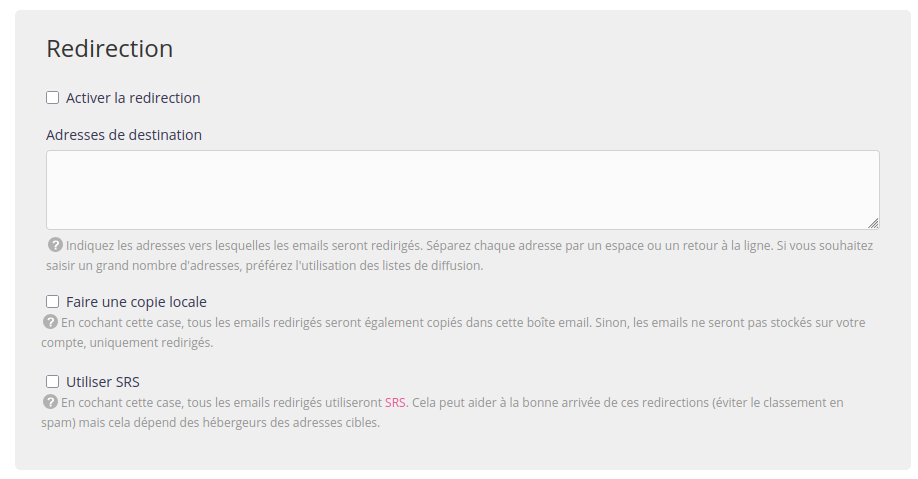 Redirection
Activer la redirection
Adresses de destination
Indiquez les adresses vers lesquelles les emails seront redirigés. Séparez chaque adresse par un espace ou un retour à la ligne. Si vous souhaitez
saisir un grand nombre d'adresses, préférez l'utilisation des listes de diffusion.
Faire une copie locale
En cochant cette case, tous les emails redirigés seront également copiés dans cette boîte email. Sinon, les emails ne seront pas stockés sur votre
compte, uniquement redirigés.
Utiliser SRS
En cochant cette case, tous les emails redirigés utiliseront SRS. Cela peut aider à la bonne arrivée de ces redirections (éviter le classement en
spam) mais cela dépend des hébergeurs des adresses cibles.